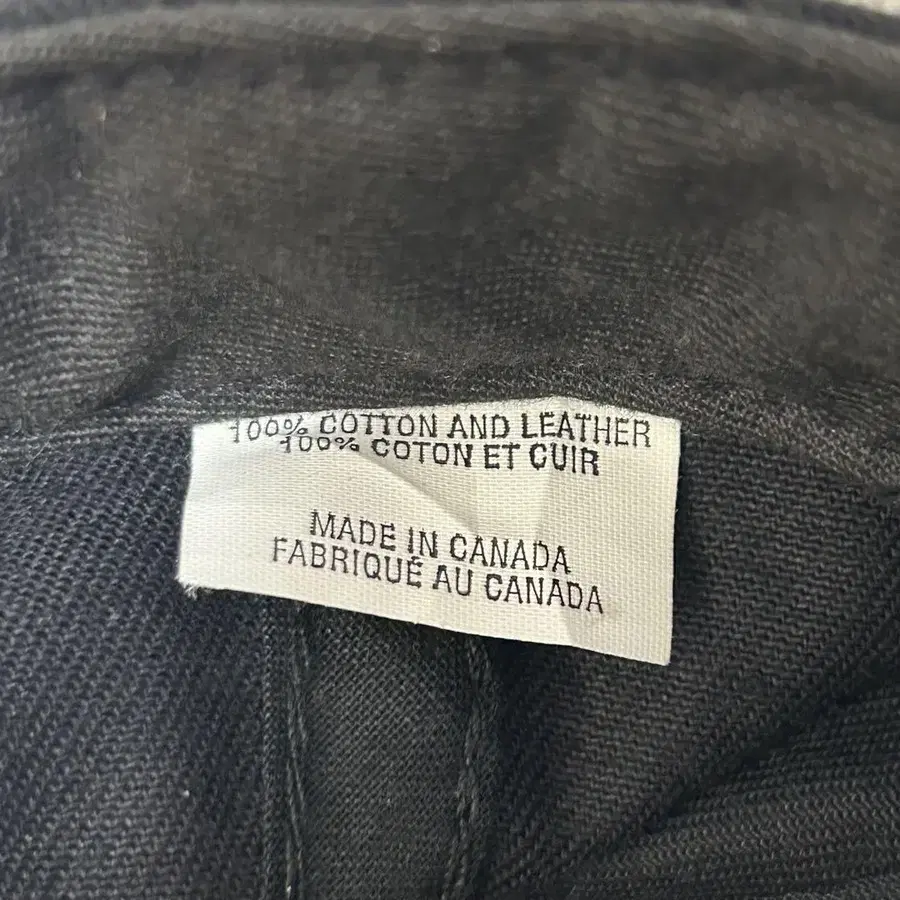 100% COTTON AND LEATHER
100% COTON ET CUIR
MADE IN CANADA
FABRIQUÉ AU CANADA